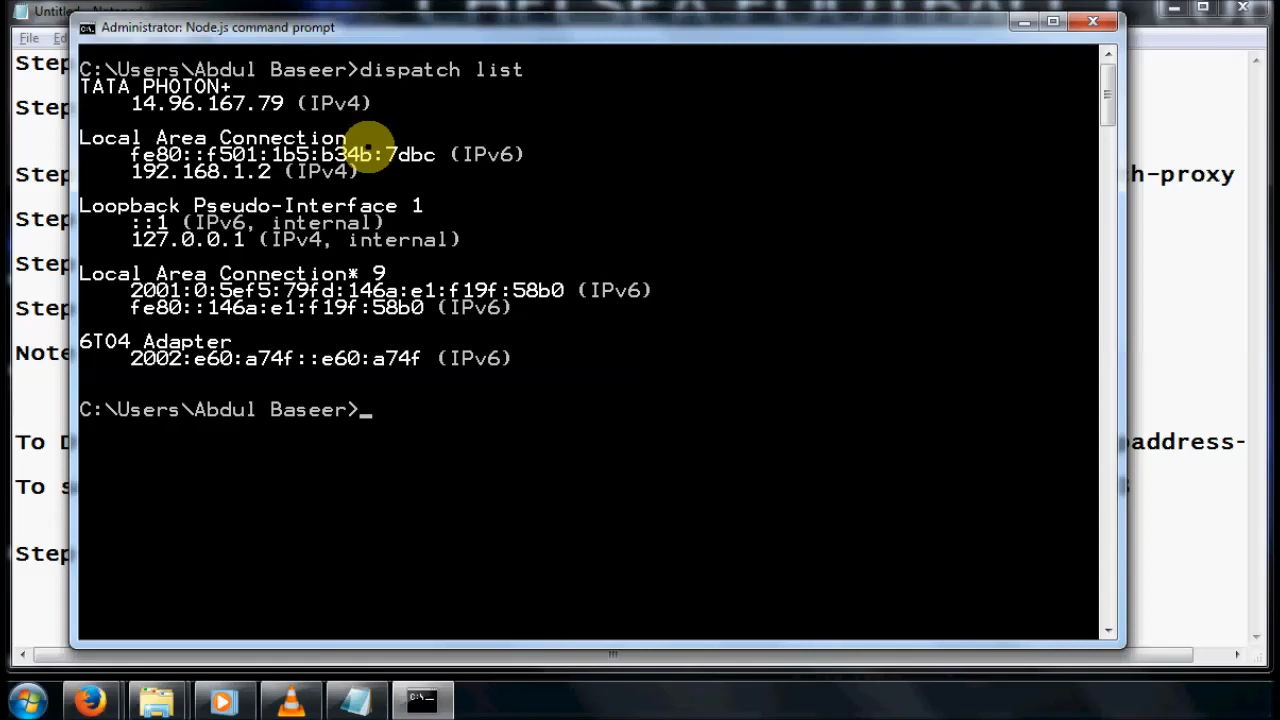 Untitled - Notepad
Administrator: Node.js command prompt
File Ed
C:\Users\Abdul Baseer>dispatch list
TATA PHOTON+
14.96.167.79 (IPv4)
Local Area Connection
fe80::f501:1b5:b34b:7dbc (IPv6)
192.168.1.2 (IPv4)
Loopback Pseudo-Interface 1
::1 (IPv6, internal)
127.0.0.1 (IPv4, internal)
Local Area Connection* 9
2001:0:5ef5:79fd:146a:e1:f19f:58b0 (IPv6)
fe80::146a:e1:f19f:58b0 (IPv6)
6TO4 Adapter
2002:e60:a74f::e60:a74f (IPv6)
C:\Users\Abdul Baseer>_
Step
Step
Step h-proxy
Step
Step
Step
Note
To D address-
To s
Step